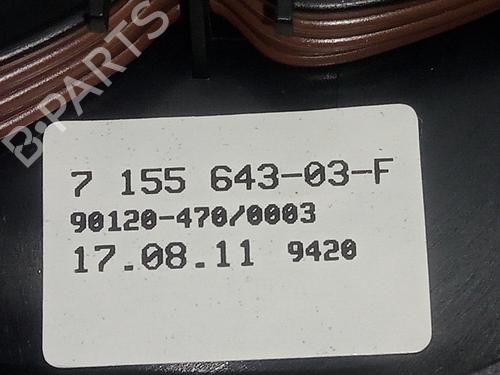 B-PARTS
7 155 643-03-F
90120-470/0003
17.08.11 9420